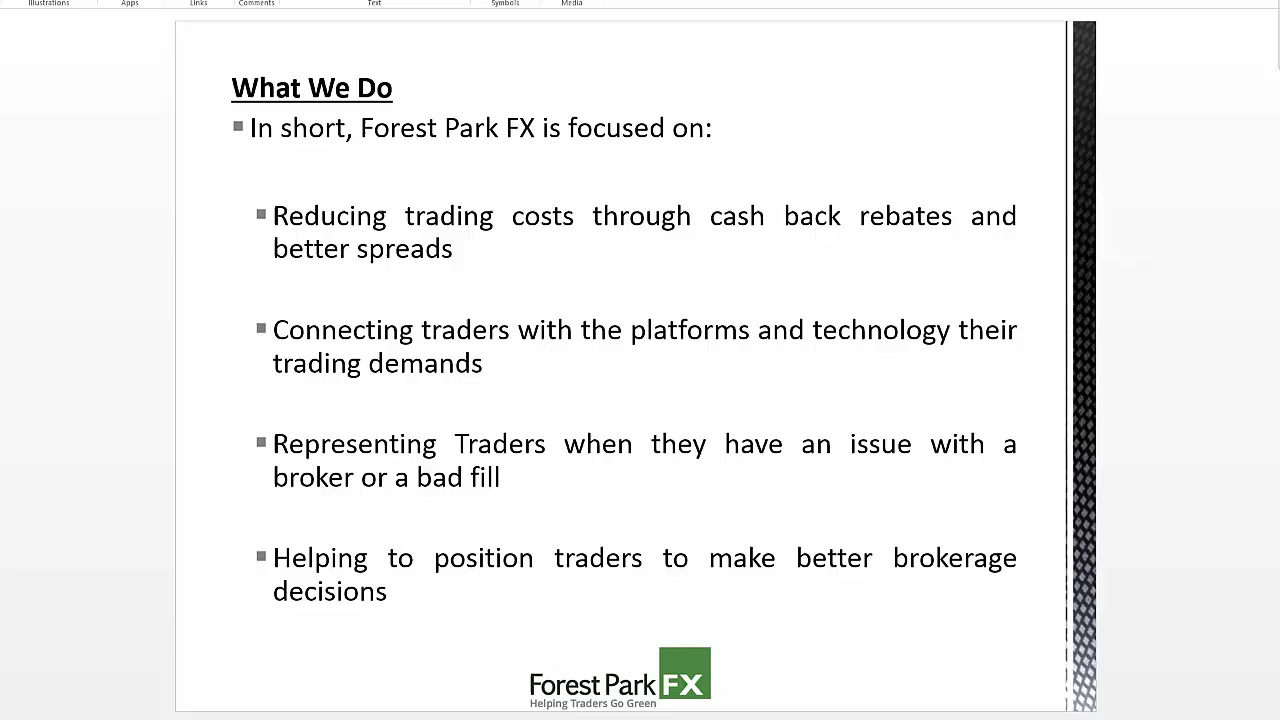 Illustrations Apps Links Comments Text Symbols Media
What We Do
In short, Forest Park FX is focused on:
Reducing trading costs through cash back rebates and
better spreads
Connecting traders with the platforms and technology their
trading demands
Representing Traders when they have an issue with a
broker or a bad fill
Helping to position traders to make better brokerage
decisions
Forest Park FX
Helping Traders Go Green